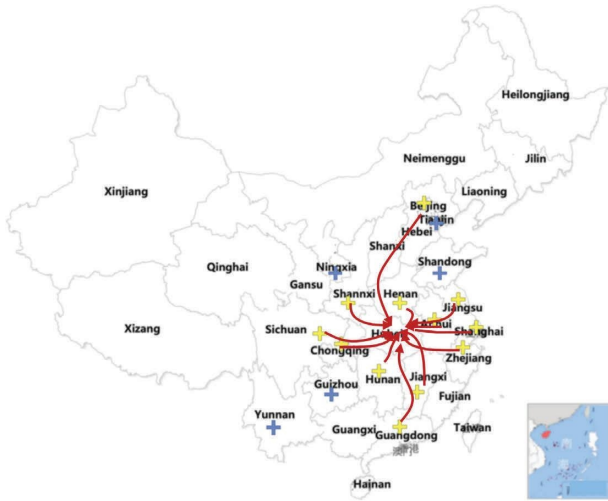 Heilongjiang
Jilin
Neimenggu
Liaoning
Xinjiang
Beijing
Tianjin
Hebei
Shanxi
Shandong
Qinghai
Ningxia
Gansu
Shannxi
Henan
Jiangsu
Xizang
Sichuan
Shanghai
Chongqing
Zhejiang
Hunan
Jiangxi
Guizhou
Fujian
Yunnan
Guangxi
Guangdong
Taiwan
Hainan